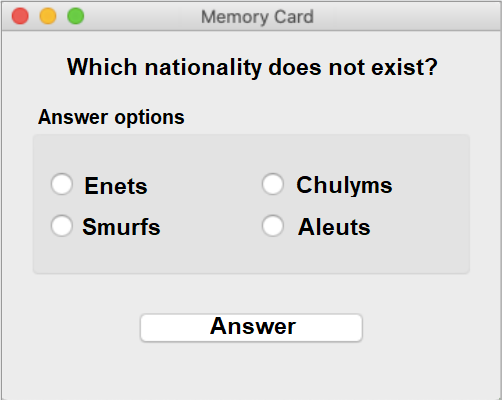 Memory Card
Which nationality does not exist?
Answer options
Enets
Chulyms
Smurfs
Aleuts
Answer